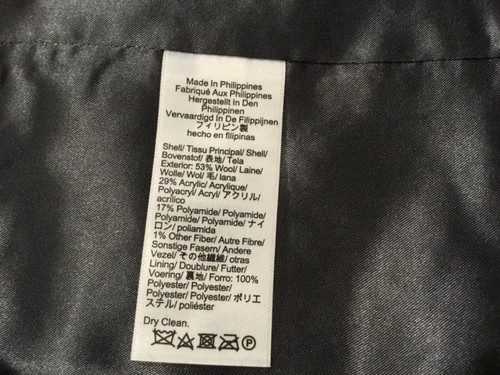 Made In Philippines
Fabriqué Aux Philippines
Hergestellt In Den
Philippinen
Vervaardigd In De Filippijnen
フィリピン製
hecho en filipinas
Shell/ Tissu Principal/ Shell/
Bovenstof/ 表地/ Tela
Exterior: 53% Wool/ Laine/
Wolle/ Wol/ 毛/ lana
29% Acrylic/ Acrylique/
Polyacryl/ Acryl/ アクリル/
acrílico
17% Polyamide/ Polyamide/
Polyamide/ Polyamide/ ナイ
ロン/ poliamida
1% Other Fiber/ Autre Fibre/
Sonstige Fasern/ Andere
Vezel/ その他繊維/ otras
Lining/ Doublure/ Futter/
Voering/ 裏地/ Forro: 100%
Polyester/ Polyester/
Polyester/ Polyester/ ポリエ
ステル/ poliéster
Dry Clean.
P